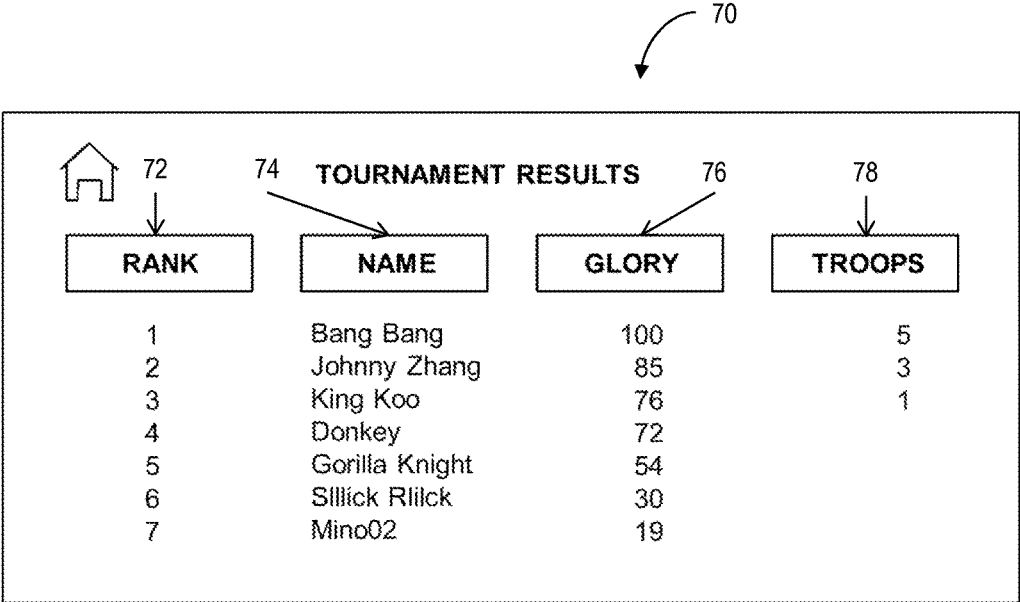 70
72 74 TOURNAMENT RESULTS 76 78
RANK NAME GLORY TROOPS
1 Bang Bang 100 5
2 Johnny Zhang 85 3
3 King Koo 76 1
4 Donkey 72
5 Gorilla Knight 54
6 Slllick Rlilck 30
7 Mino02 19